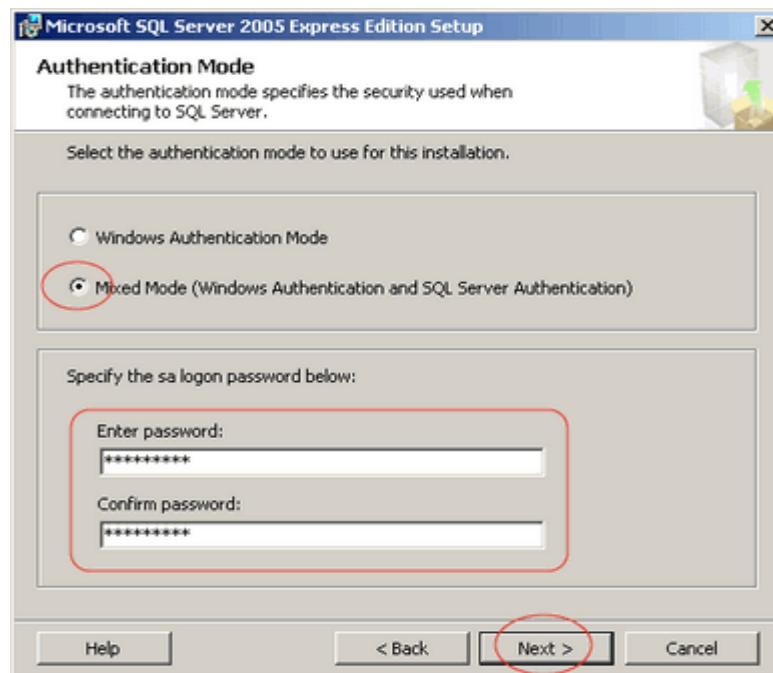 Microsoft SQL Server 2005 Express Edition Setup
Authentication Mode
The authentication mode specifies the security used when
connecting to SQL Server.
Select the authentication mode to use for this installation.
Windows Authentication Mode
Mixed Mode (Windows Authentication and SQL Server Authentication)
Specify the sa logon password below:
Enter password:
*********
Confirm password:
*********
Help < Back Next > Cancel